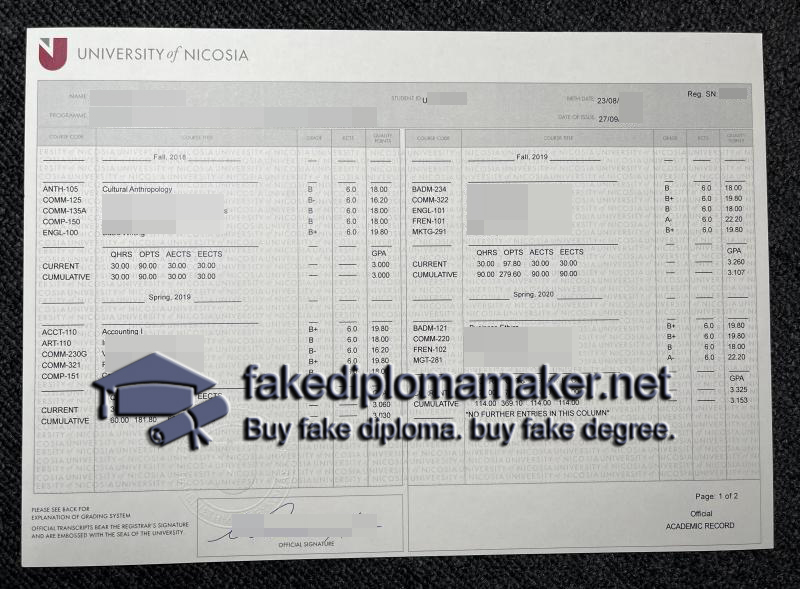 UNIVERSITY of NICOSIA
NAME
STUDENT ID U
BIRTH DATE 23/08/
Reg. SN:
PROGRAMME
DATE OF ISSUE 27/09
COURSE CODE COURSE TITLE GRADE ECTS QUALITY POINTS
Fall, 2018
ANTH-105 Cultural Anthropology B 6.0 18.00
COMM-125 B- 6.0 16.20
COMM-135A s B 6.0 18.00
COMP-150 B 6.0 18.00
ENGL-100 B+ 6.0 19.80
QHRS QPTS AECTS EECTS GPA
CURRENT 30.00 90.00 30.00 30.00 3.000
CUMULATIVE 30.00 90.00 30.00 30.00 3.000
Spring, 2019
ACCT-110 Accounting I B+ 6.0 19.80
ART-110 B 6.0 18.00
COMM-230G B- 6.0 16.20
COMM-321 B+ 6.0 19.80
COMP-151
EECTS
CURRENT 3.060
CUMULATIVE 60.00 181.80 3.030
COURSE CODE COURSE TITLE GRADE ECTS QUALITY POINTS
Fall, 2019
BADM-234 B 6.0 18.00
COMM-322 B+ 6.0 19.80
ENGL-101 B 6.0 18.00
FREN-101 A- 6.0 22.20
MKTG-291 B+ 6.0 19.80
QHRS QPTS AECTS EECTS GPA
CURRENT 30.00 97.80 30.00 30.00 3.260
CUMULATIVE 90.00 279.60 90.00 90.00 3.107
Spring, 2020
BADM-121 Business Ethics B+ 6.0 19.80
COMM-220 B+ 6.0 19.80
FREN-102 B 6.0 18.00
MGT-281 A- 6.0 22.20
GPA
3.325
CUMULATIVE 114.00 369.10 114.00 114.00 3.153
*NO FURTHER ENTRIES IN THIS COLUMN*
fakediplomamaker.net
Buy fake diploma. buy fake degree.
PLEASE SEE BACK FOR
EXPLANATION OF GRADING SYSTEM
OFFICIAL TRANSCRIPTS BEAR THE REGISTRAR'S SIGNATURE
AND ARE EMBOSSED WITH THE SEAL OF THE UNIVERSITY.
OFFICIAL SIGNATURE
Page: 1 of 2
Official
ACADEMIC RECORD